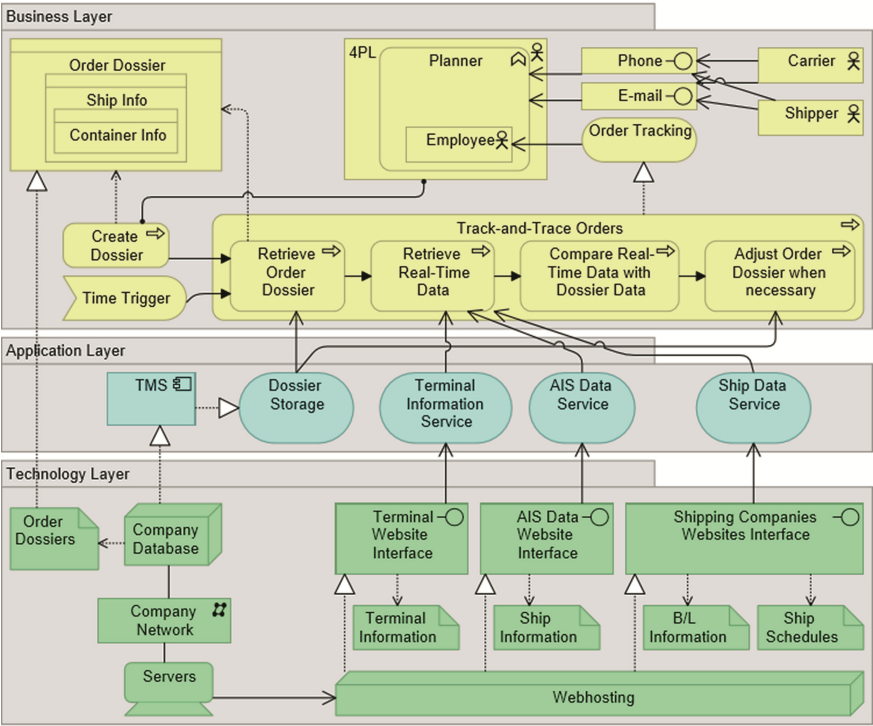 Business Layer
Order Dossier
Ship Info
Container Info
4PL
Planner
Employee
Phone
E-mail
Order Tracking
Carrier
Shipper
Create
Dossier
Time Trigger
Track-and-Trace Orders
Retrieve
Order
Dossier
Retrieve
Real-Time
Data
Compare Real-
Time Data with
Dossier Data
Adjust Order
Dossier when
necessary
Application Layer
TMS
Dossier
Storage
Terminal
Information
Service
AIS Data
Service
Ship Data
Service
Technology Layer
Order
Dossiers
Company
Database
Company
Network
Servers
Terminal
Website
Interface
AIS Data
Website
Interface
Shipping Companies
Websites Interface
Terminal
Information
Ship
Information
B/L
Information
Ship
Schedules
Webhosting